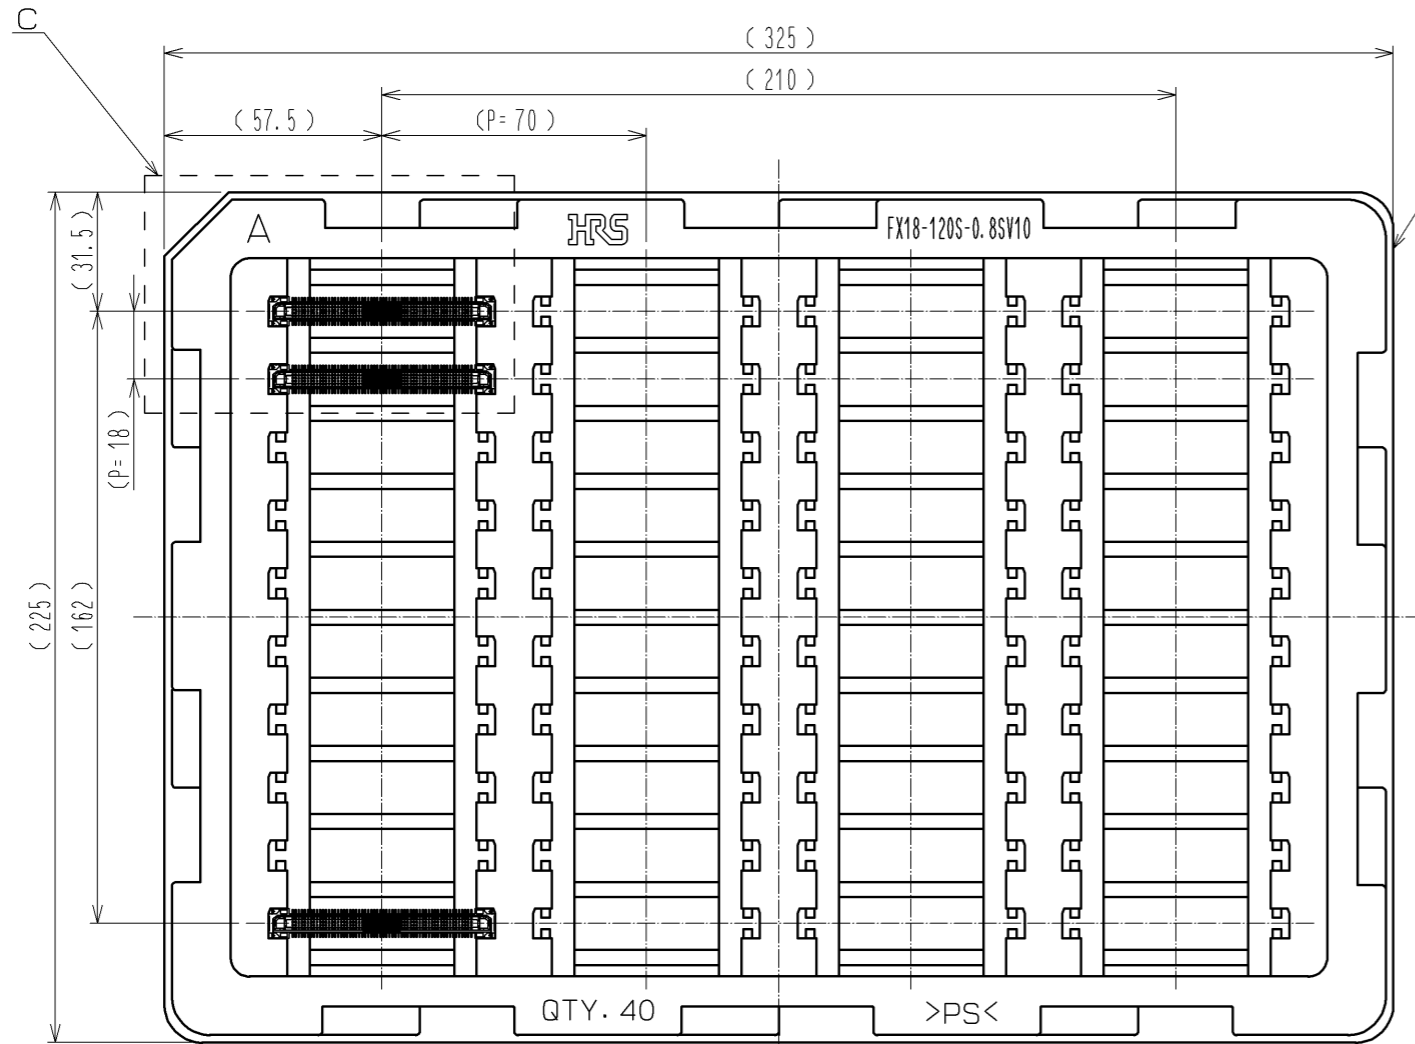 C
( 325 )
( 210 )
( 57.5 )
(P=70)
( 31.5 )
A
HRS
FX18-120S-0.8SV10
(P=18)
( 225 )
( 162 )
QTY. 40
>PS<